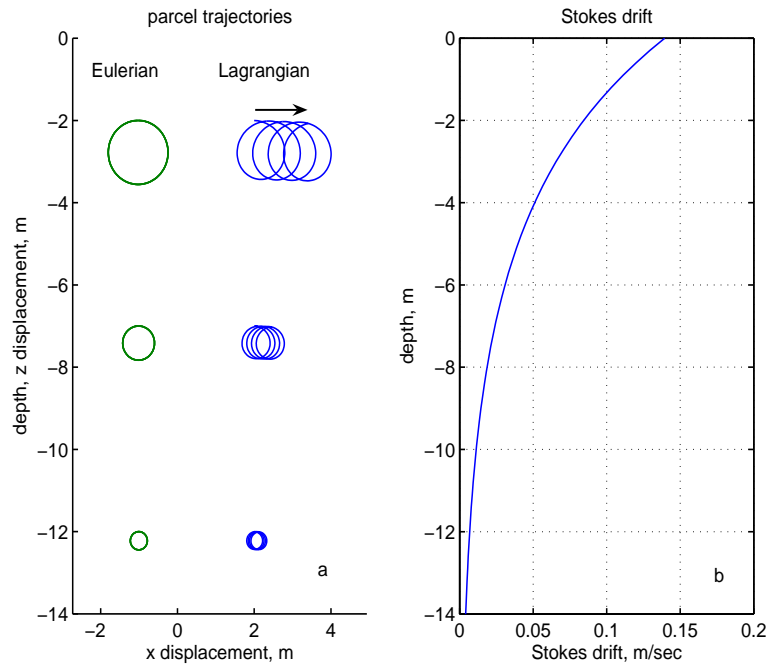 parcel trajectories
Eulerian
Lagrangian
0
−2
−4
−6
−8
−10
−12
−14
depth, z displacement, m
−2
0
2
4
x displacement, m
a
Stokes drift
0
−2
−4
−6
−8
−10
−12
−14
depth, m
0
0.05
0.1
0.15
0.2
Stokes drift, m/sec
b